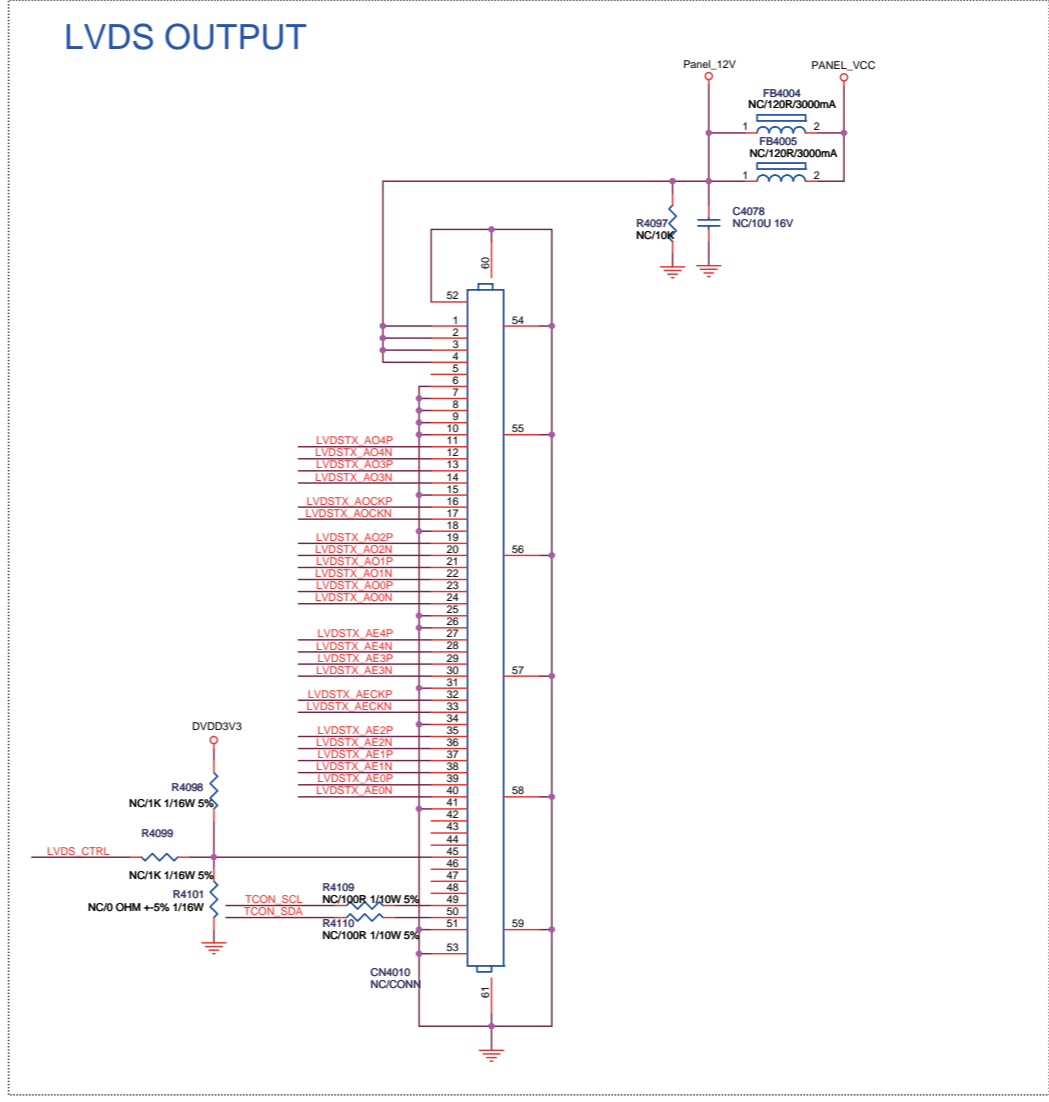 LVDS OUTPUT
Panel_12V
PANEL_VCC
FB4004
NC/120R/3000mA
1
2
FB4005
NC/120R/3000mA
1
2
R4097
NC/10K
C4078
NC/10U 16V
60
52
1
54
2
3
4
5
6
7
8
9
10
55
LVDSTX_AO4P
11
LVDSTX_AO4N
12
LVDSTX_AO3P
13
LVDSTX_AO3N
14
15
LVDSTX_AOCKP
16
LVDSTX_AOCKN
17
18
LVDSTX_AO2P
19
LVDSTX_AO2N
20
56
LVDSTX_AO1P
21
LVDSTX_AO1N
22
LVDSTX_AO0P
23
LVDSTX_AO0N
24
25
26
LVDSTX_AE4P
27
LVDSTX_AE4N
28
LVDSTX_AE3P
29
LVDSTX_AE3N
30
57
31
LVDSTX_AECKP
32
LVDSTX_AECKN
33
34
LVDSTX_AE2P
35
LVDSTX_AE2N
36
LVDSTX_AE1P
37
LVDSTX_AE1N
38
LVDSTX_AE0P
39
LVDSTX_AE0N
40
58
41
42
43
44
45
46
47
48
49
50
51
59
53
DVDD3V3
R4098
NC/1K 1/16W 5%
R4099
LVDS_CTRL
NC/1K 1/16W 5%
R4101
NC/0 OHM +-5% 1/16W
R4109
TCON_SCL
NC/100R 1/10W 5%
TCON_SDA
R4110
NC/100R 1/10W 5%
CN4010
NC/CONN
61